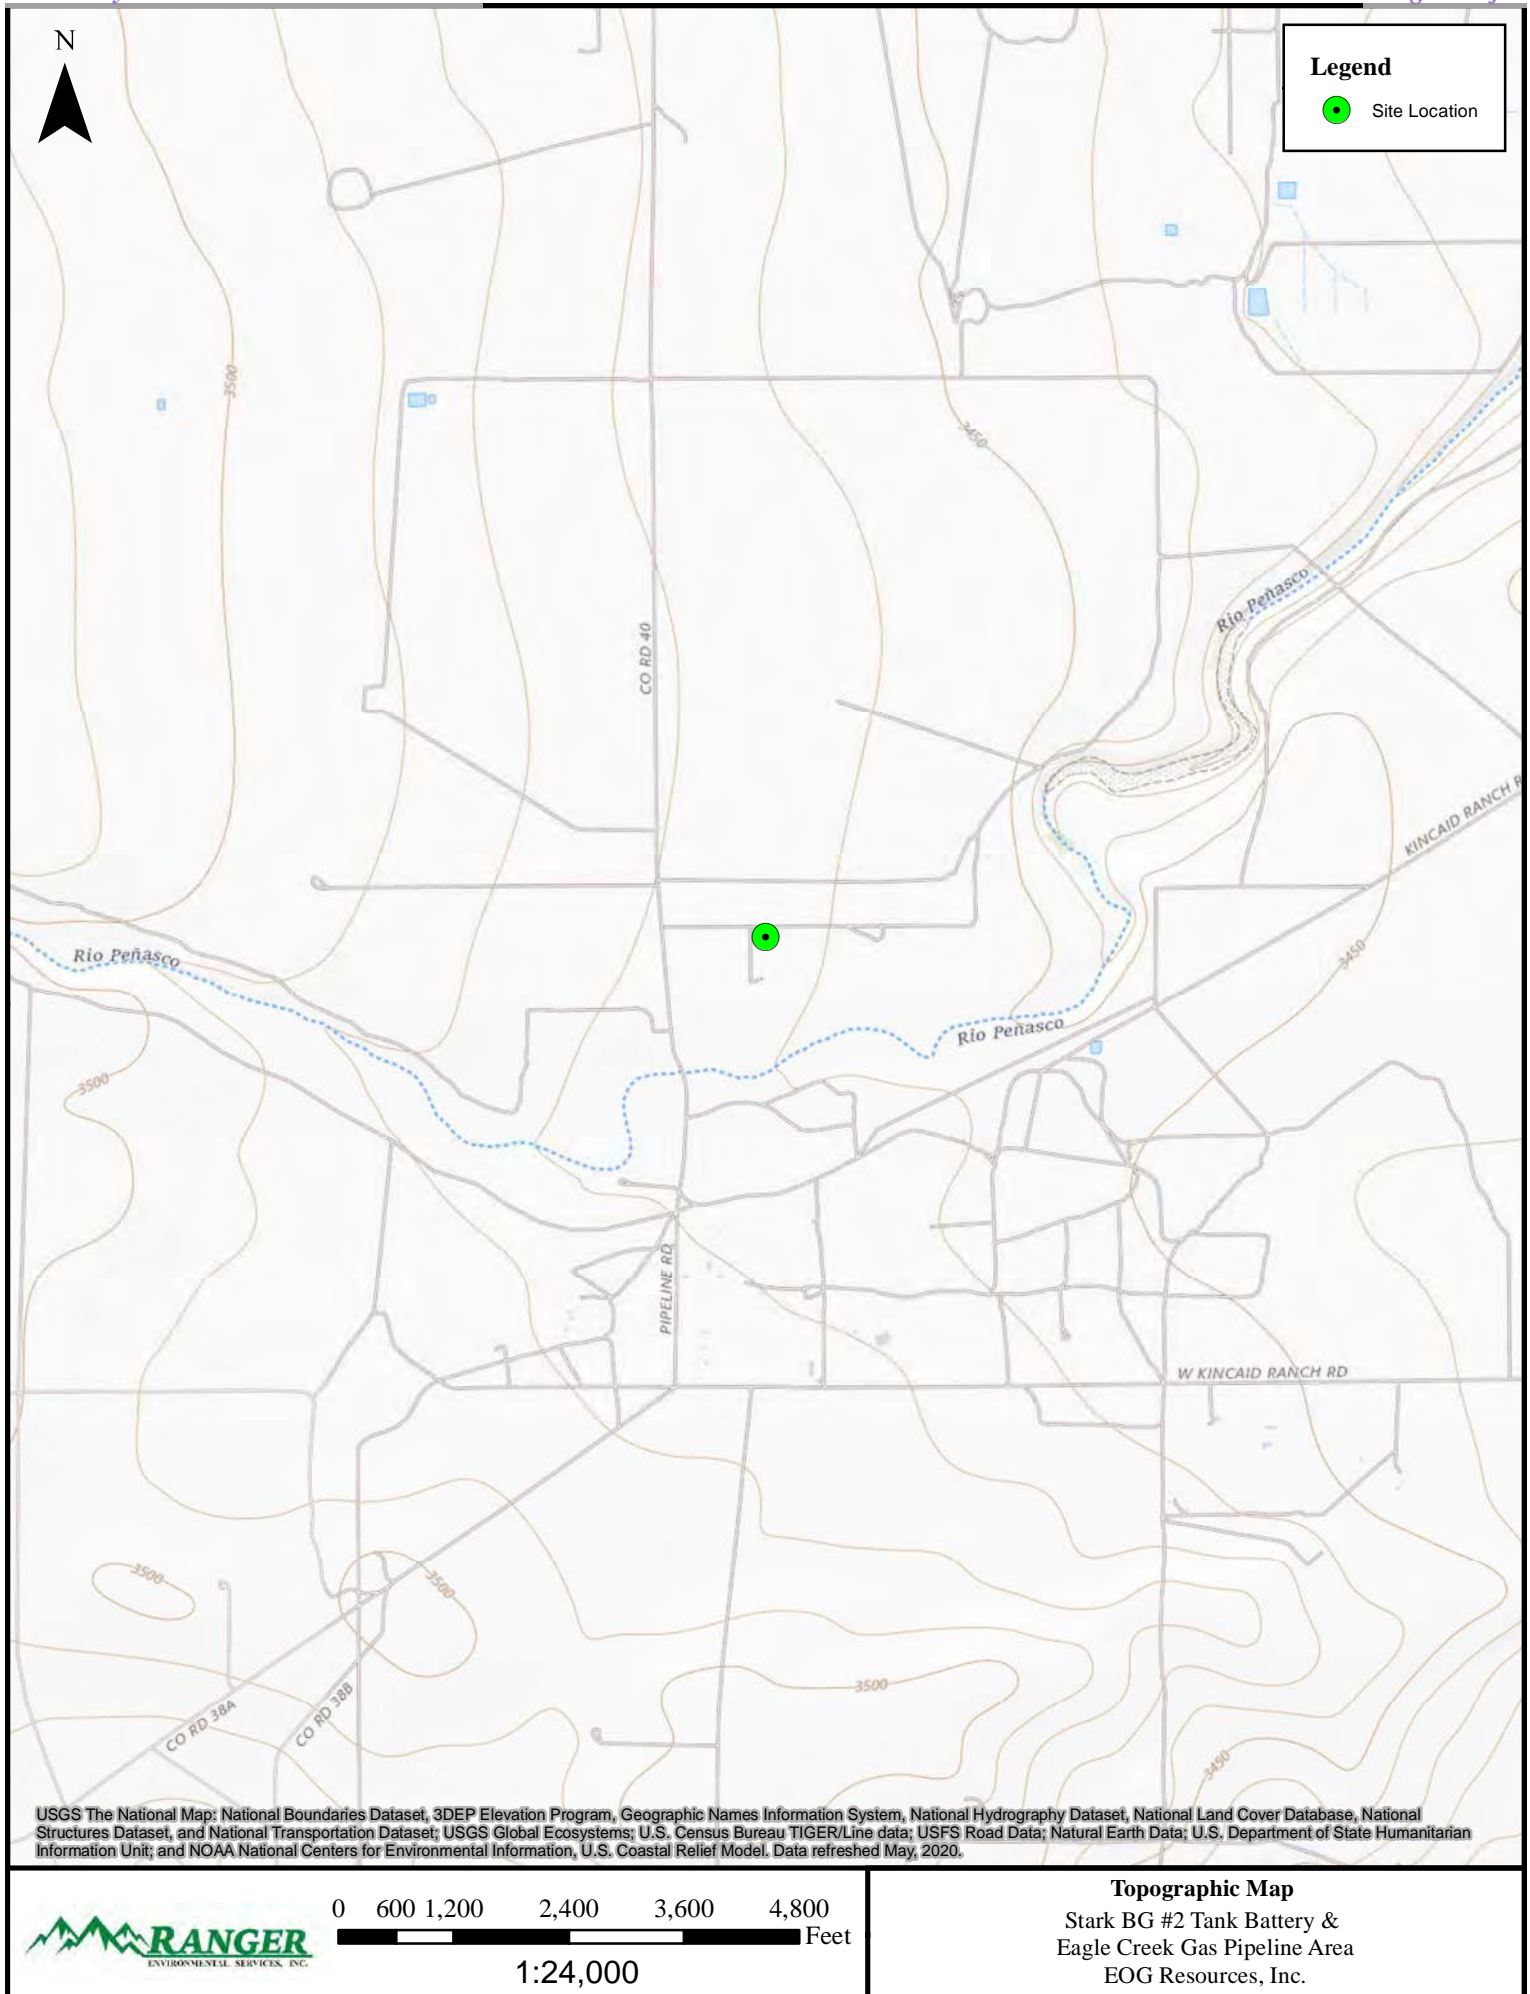 N
Legend
Site Location
3500
3450
Rio Peñasco
CO RD 40
KINCAID RANCH
Rio Peñasco
3450
Rio Peñasco
3500
PIPELINE RD
W KINCAID RANCH RD
3500
3500
3500
CO RD 38A
CO RD 38B
3450
USGS The National Map: National Boundaries Dataset, 3DEP Elevation Program, Geographic Names Information System, National Hydrography Dataset, National Land Cover Database, National
Structures Dataset, and National Transportation Dataset; USGS Global Ecosystems; U.S. Census Bureau TIGER/Line data; USFS Road Data; Natural Earth Data; U.S. Department of State Humanitarian
Information Unit; and NOAA National Centers for Environmental Information, U.S. Coastal Relief Model. Data refreshed May, 2020.
RANGER
ENVIRONMENTAL SERVICES, INC.
0 600 1,200 2,400 3,600 4,800
Feet
1:24,000
Topographic Map
Stark BG #2 Tank Battery &
Eagle Creek Gas Pipeline Area
EOG Resources, Inc.